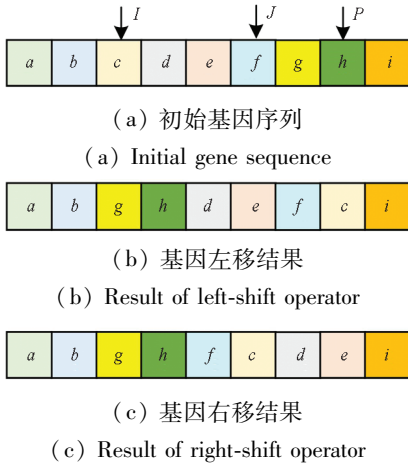 I J P
a b c d e f g h i
(a) 初始基因序列
(a) Initial gene sequence
a b g h d e f c i
(b) 基因左移结果
(b) Result of left-shift operator
a b g h f c d e i
(c) 基因右移结果
(c) Result of right-shift operator